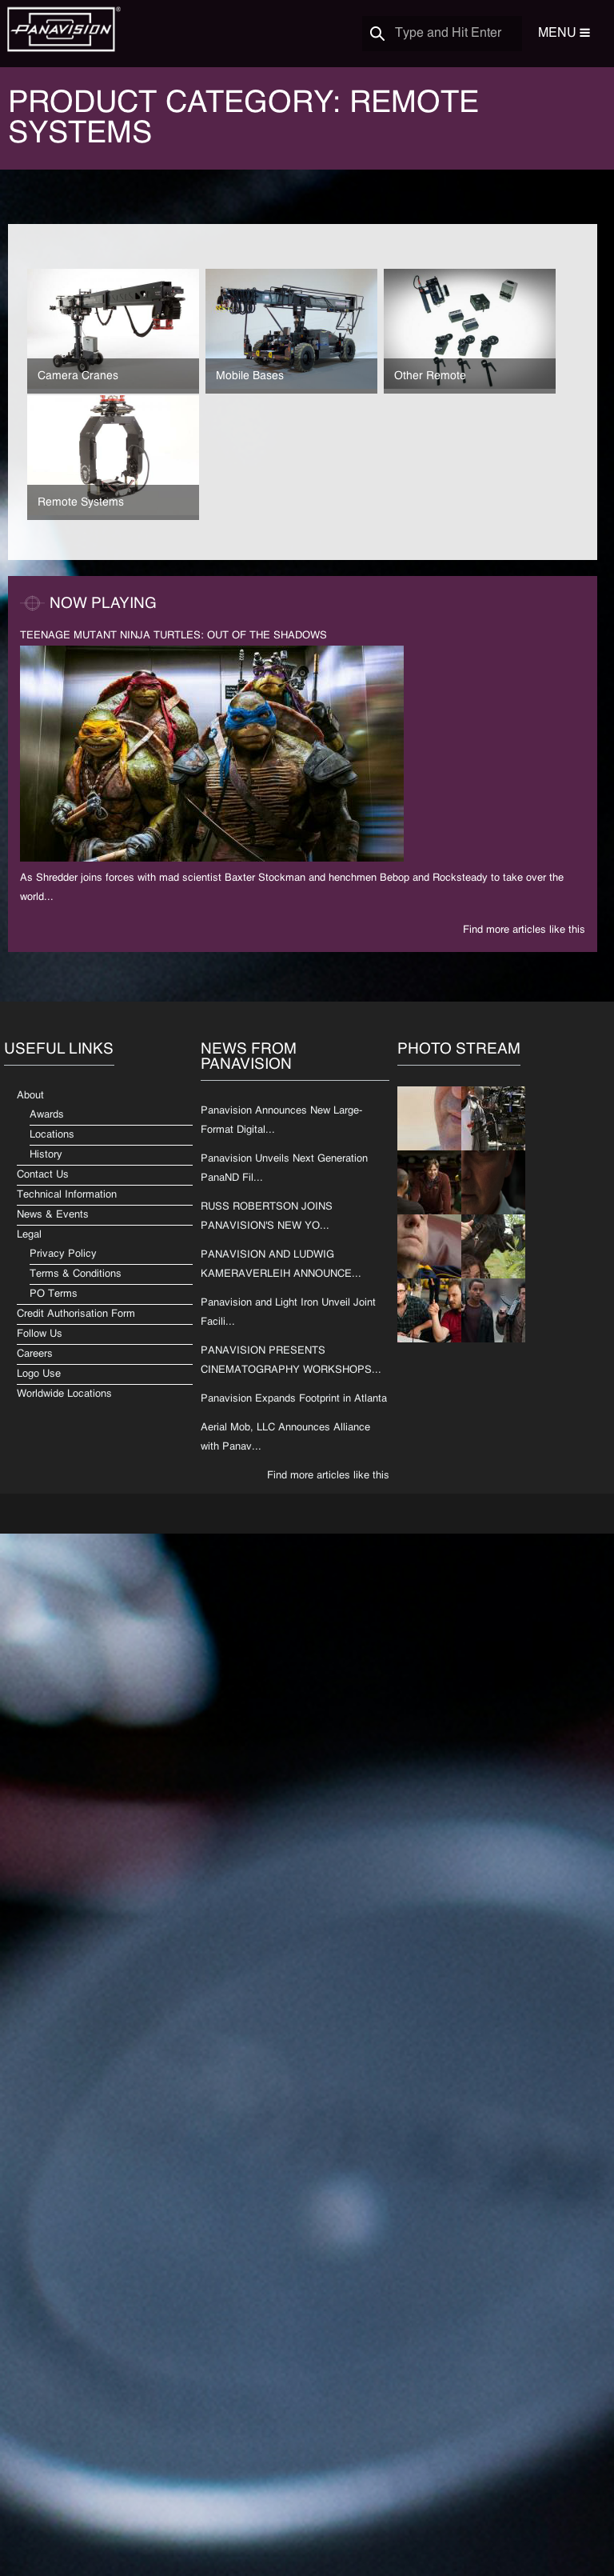 PANAVISION®
Type and Hit Enter
MENU
PRODUCT CATEGORY: REMOTE
SYSTEMS
Camera Cranes
Mobile Bases
Other Remote
Remote Systems
NOW PLAYING
TEENAGE MUTANT NINJA TURTLES: OUT OF THE SHADOWS
As Shredder joins forces with mad scientist Baxter Stockman and henchmen Bebop and Rocksteady to take over the
world...
Find more articles like this
USEFUL LINKS
About
Awards
Locations
History
Contact Us
Technical Information
News & Events
Legal
Privacy Policy
Terms & Conditions
PO Terms
Credit Authorisation Form
Follow Us
Careers
Logo Use
Worldwide Locations
NEWS FROM
PANAVISION
Panavision Announces New Large-
Format Digital...
Panavision Unveils Next Generation
PanaND Fil...
RUSS ROBERTSON JOINS
PANAVISION'S NEW YO...
PANAVISION AND LUDWIG
KAMERAVERLEIH ANNOUNCE...
Panavision and Light Iron Unveil Joint
Facili...
PANAVISION PRESENTS
CINEMATOGRAPHY WORKSHOPS...
Panavision Expands Footprint in Atlanta
Aerial Mob, LLC Announces Alliance
with Panav...
Find more articles like this
PHOTO STREAM